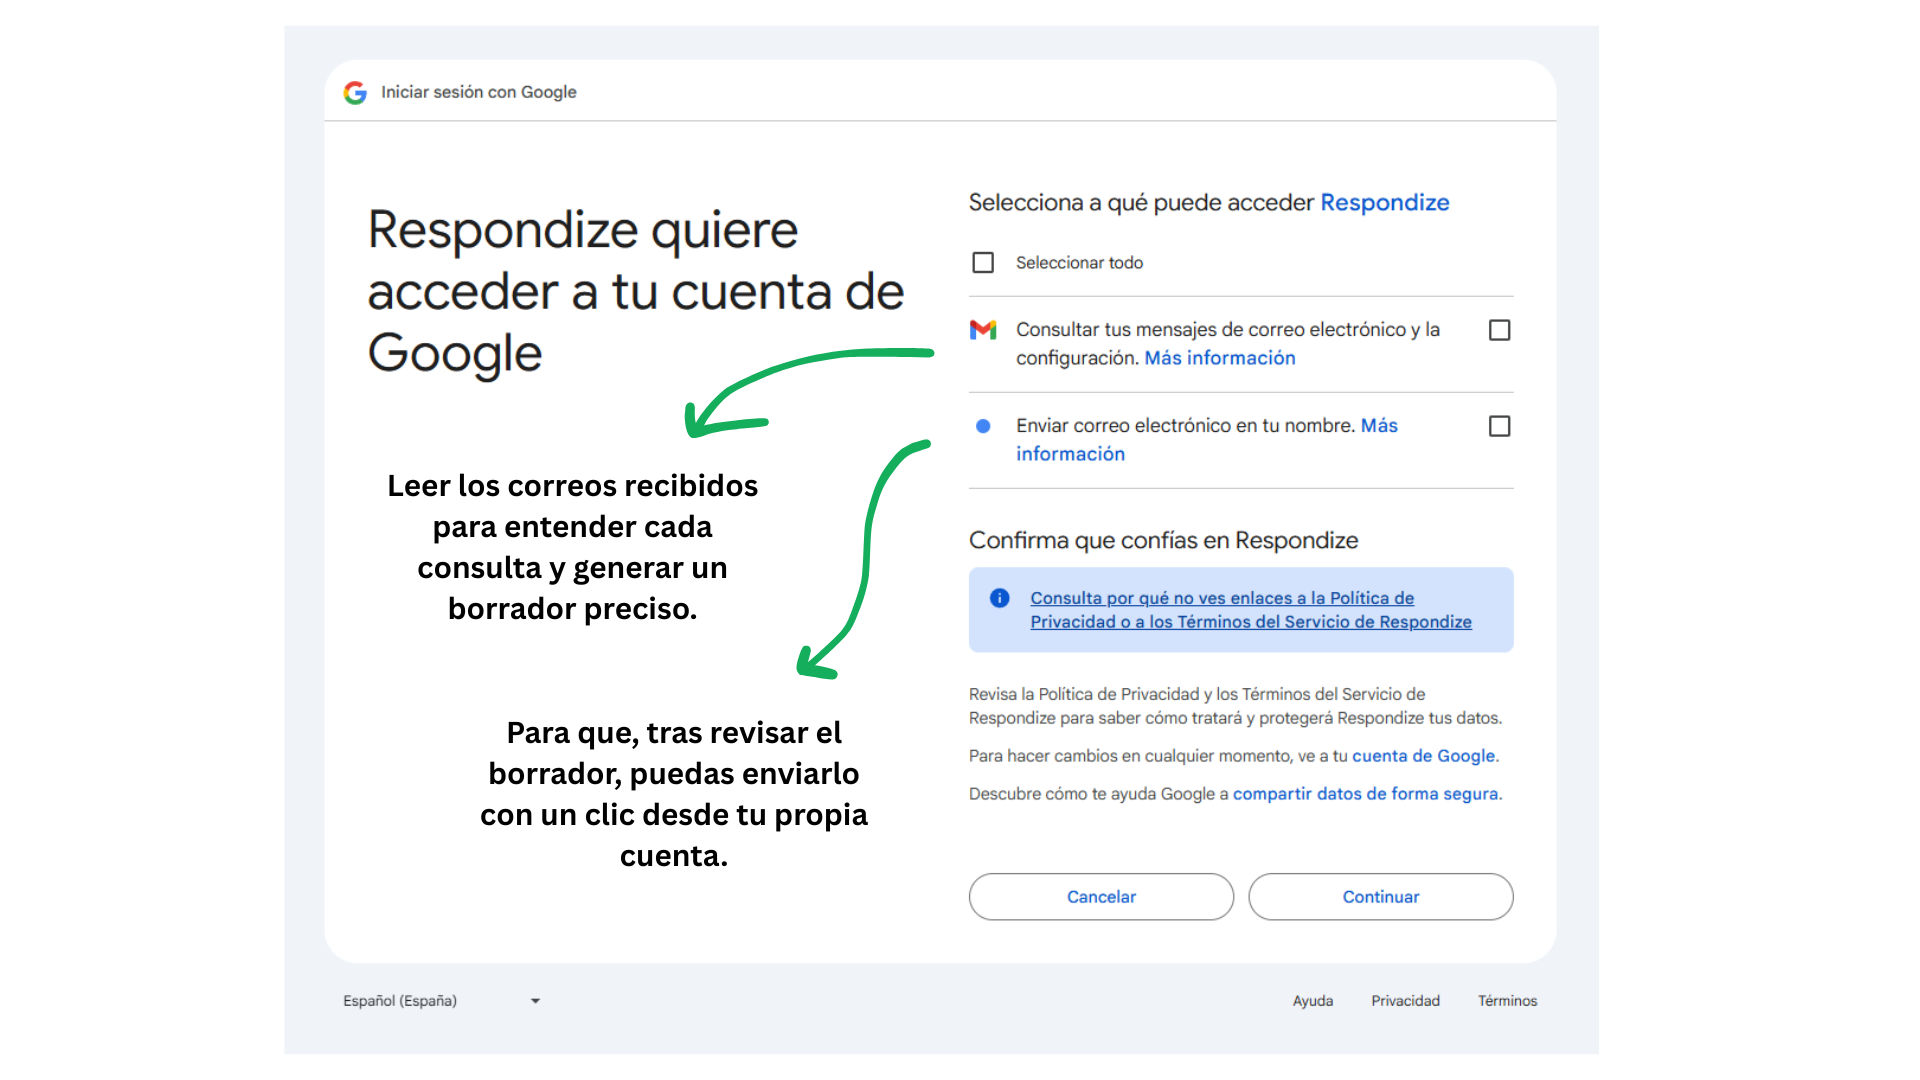 Iniciar sesión con Google
Respondize quiere
acceder a tu cuenta de
Google
Leer los correos recibidos
para entender cada
consulta y generar un
borrador preciso.
Para que, tras revisar el
borrador, puedas enviarlo
con un clic desde tu propia
cuenta.
Selecciona a qué puede acceder Respondize
Seleccionar todo
Consultar tus mensajes de correo electrónico y la
configuración. Más información
Enviar correo electrónico en tu nombre. Más
información
Confirma que confías en Respondize
Consulta por qué no ves enlaces a la Política de
Privacidad o a los Términos del Servicio de Respondize
Revisa la Política de Privacidad y los Términos del Servicio de
Respondize para saber cómo tratará y protegerá Respondize tus datos.
Para hacer cambios en cualquier momento, ve a tu cuenta de Google.
Descubre cómo te ayuda Google a compartir datos de forma segura.
Cancelar
Continuar
Español (España)
Ayuda
Privacidad
Términos